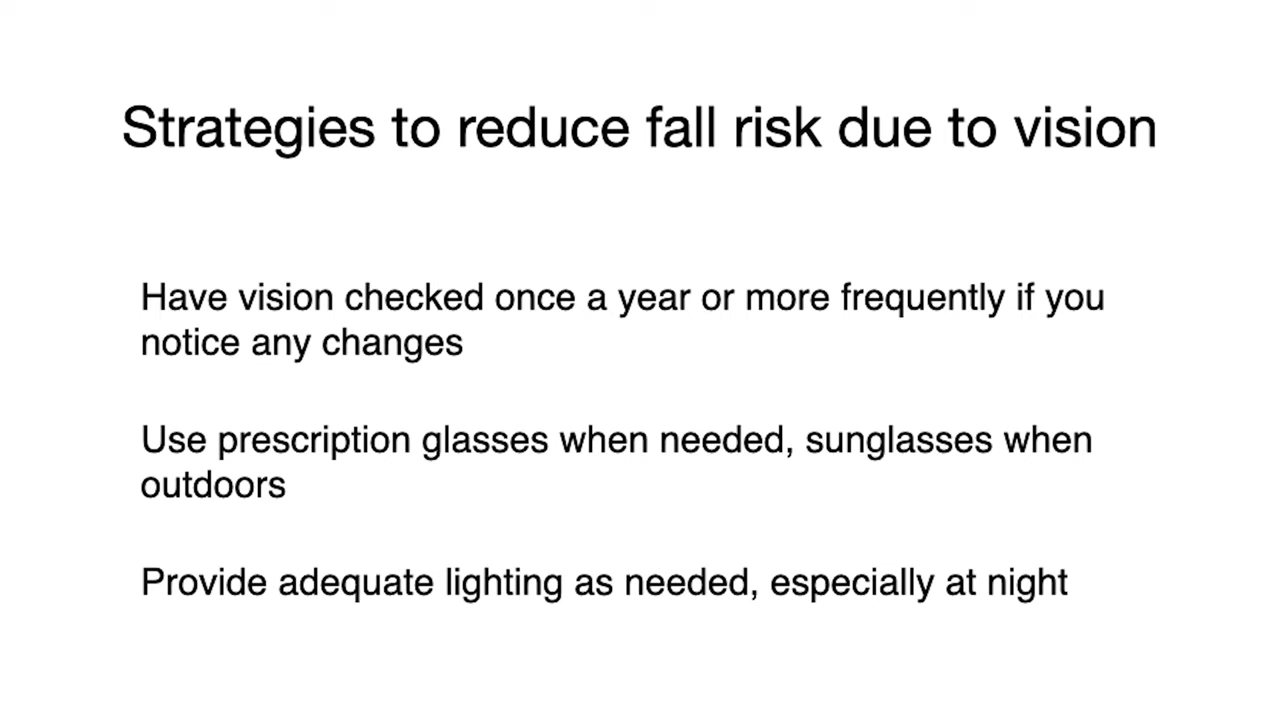 Strategies to reduce fall risk due to vision
Have vision checked once a year or more frequently if you
notice any changes
Use prescription glasses when needed, sunglasses when
outdoors
Provide adequate lighting as needed, especially at night